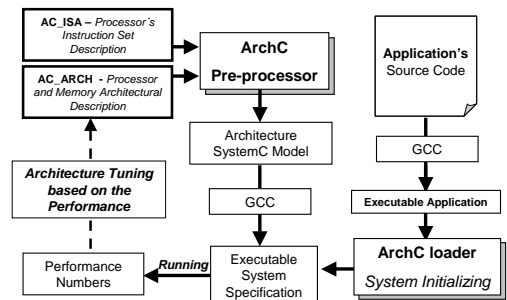 AC_ISA – Processor´s
Instruction Set
Description
AC_ARCH - Processor
and Memory Architectural
Description
ArchC
Pre-processor
Application's
Source Code
Architecture
SystemC Model
GCC
GCC
Architecture Tuning
based on the
Performance
Executable Application
Performance
Numbers
Running
Executable
System
Specification
ArchC loader
System Initializing